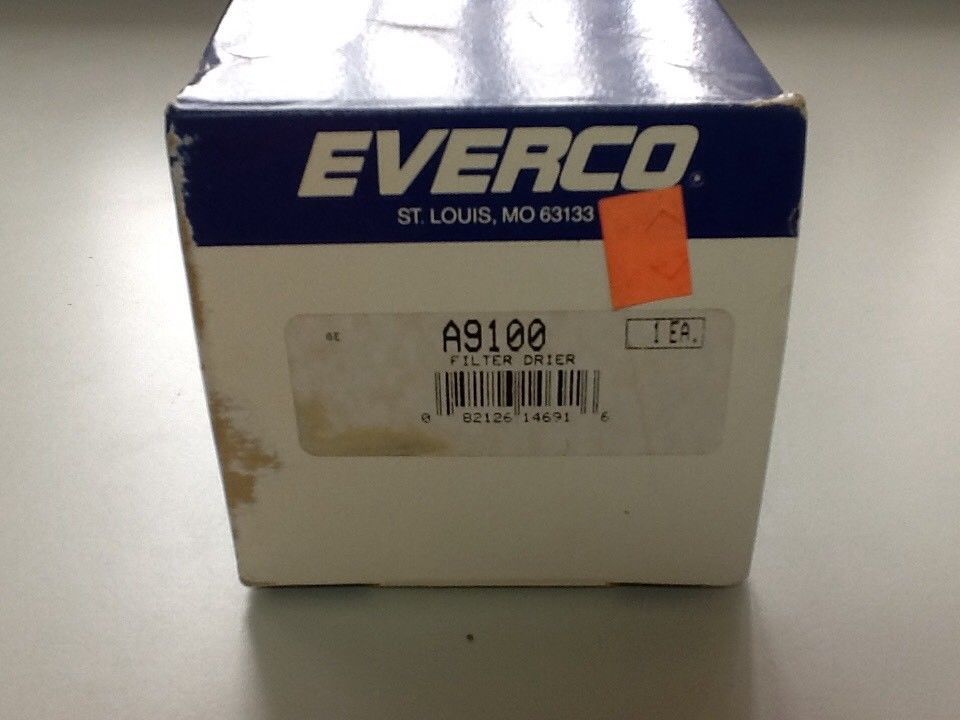 EVERCO®
ST. LOUIS, MO 63133
A9100
1 EA.
FILTER DRIER
0 82126 14691 6